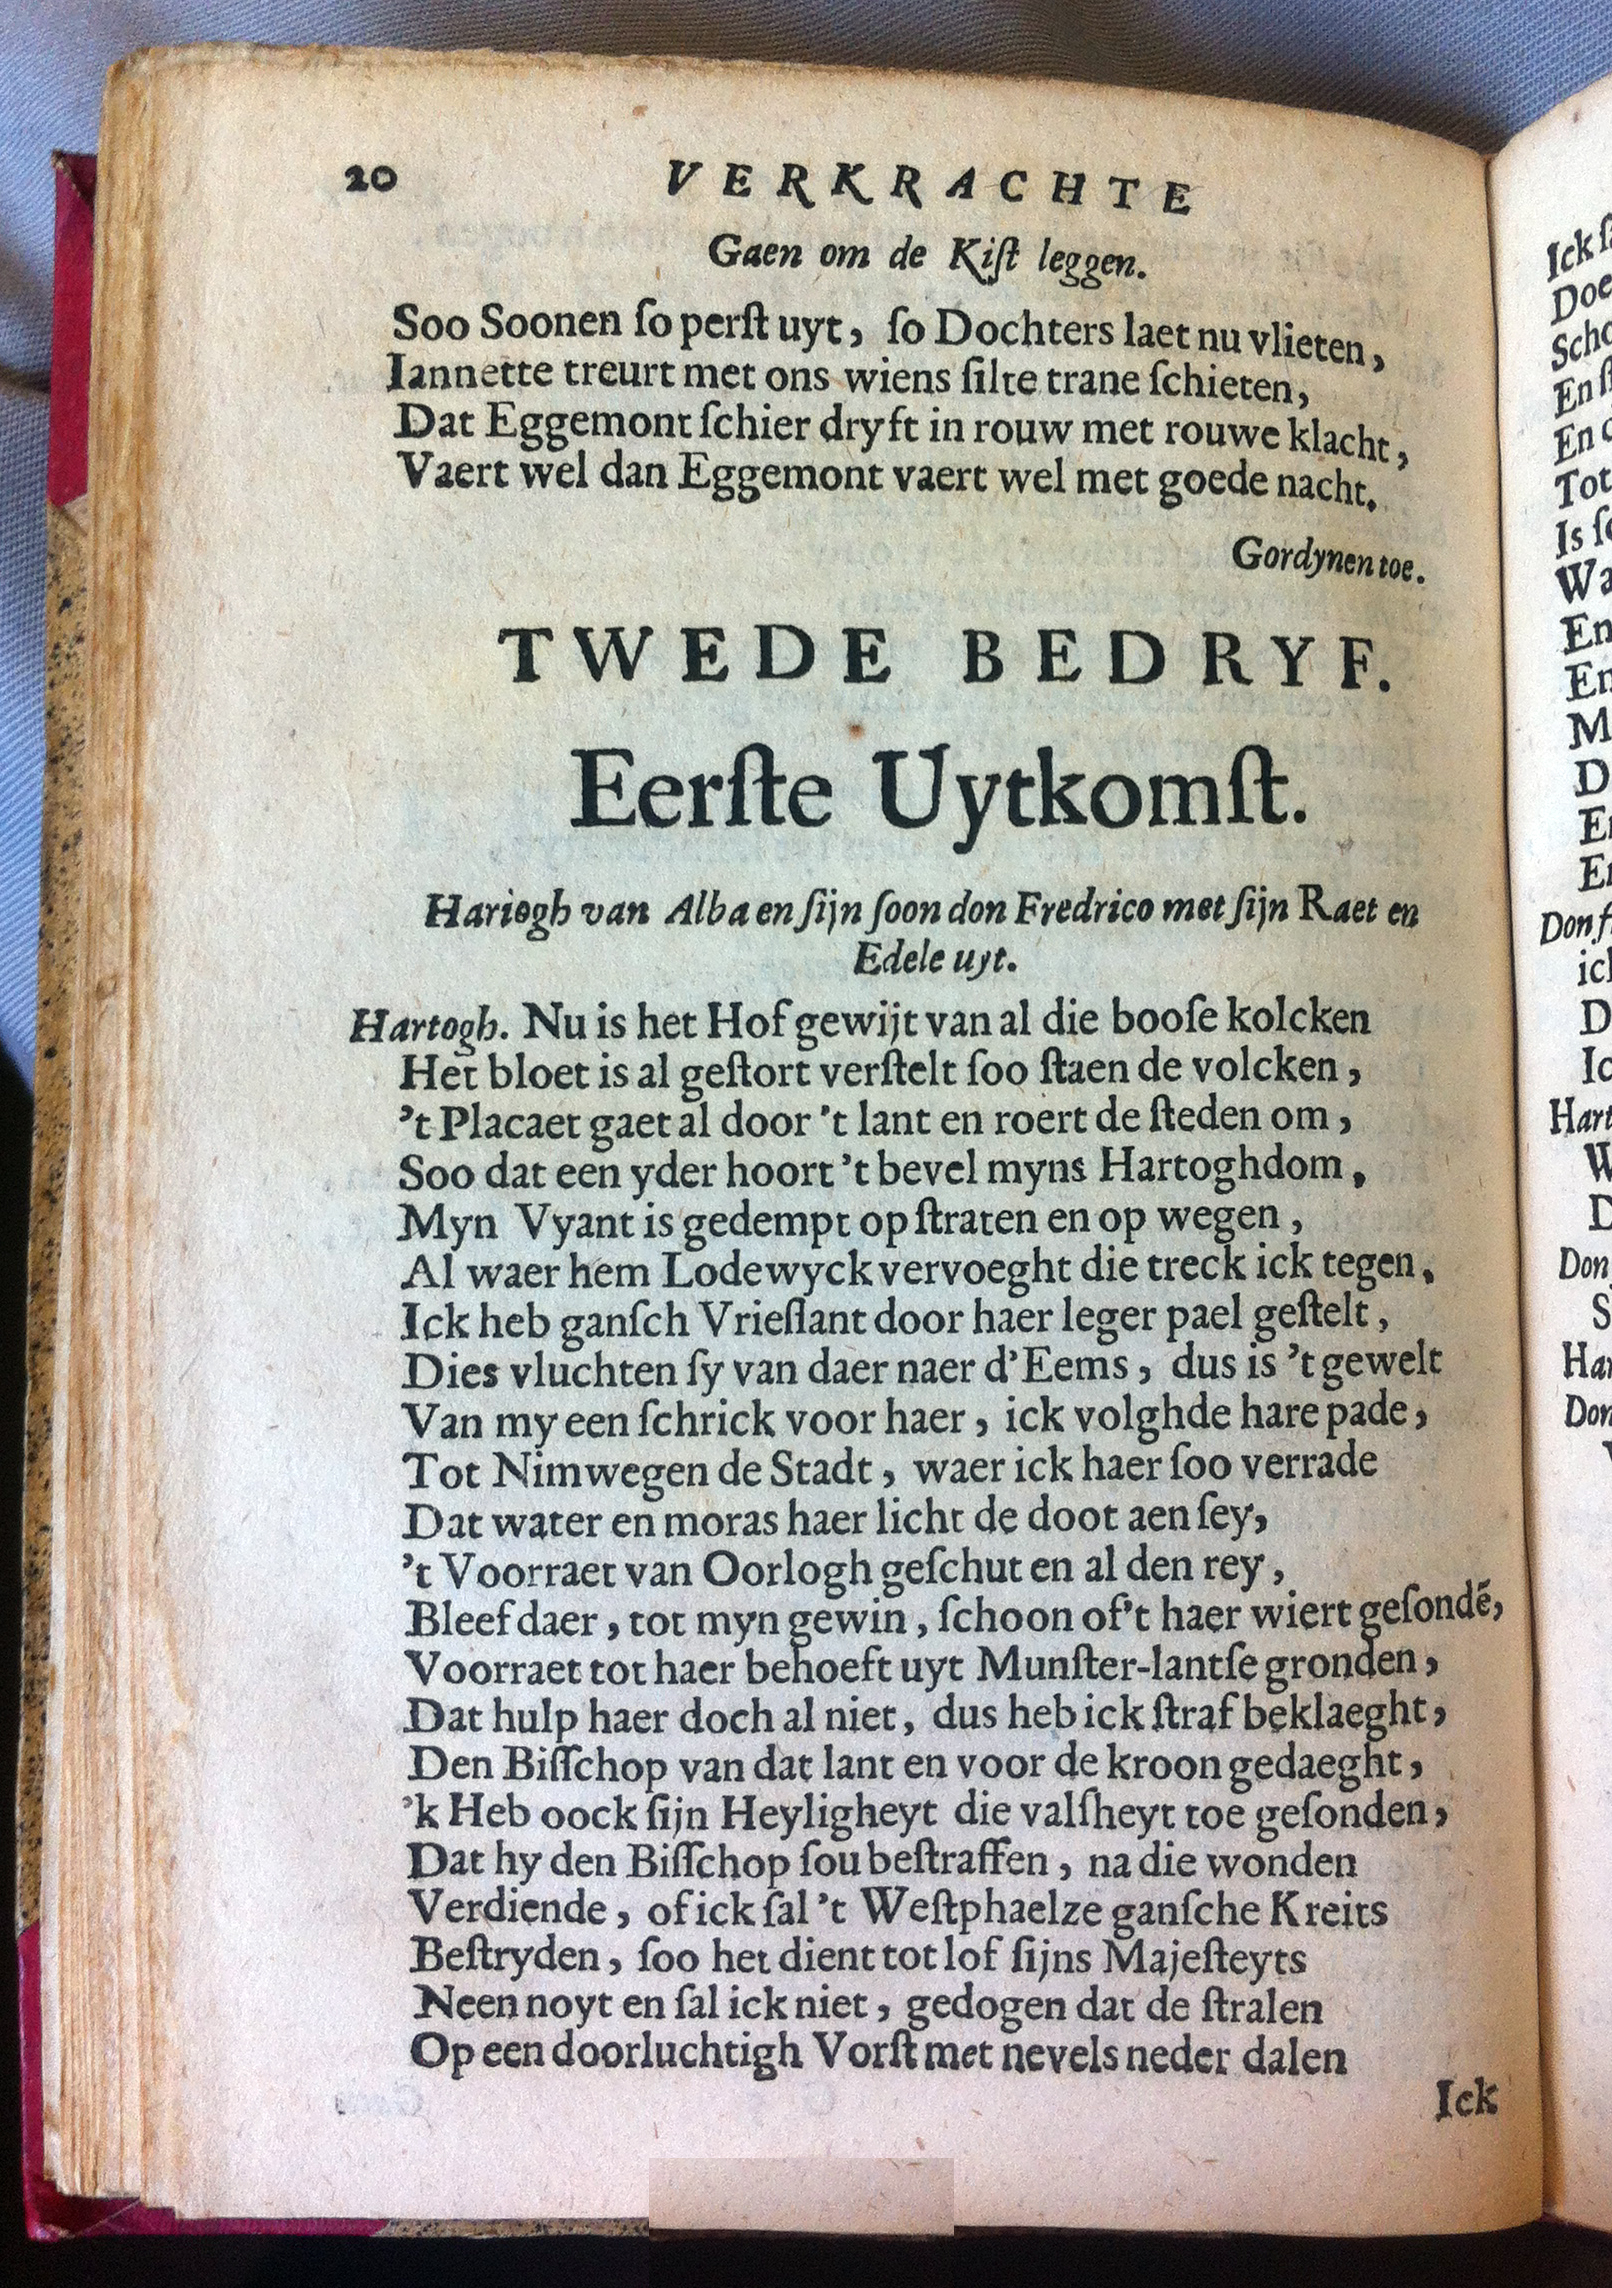 20 VERKRACHTE
Gaen om de Kiſt leggen.
Soo Soonen ſo perſt uyt, ſo Dochters laet nu vlieten,
Iannette treurt met ons wiens ſilte trane ſchieten,
Dat Eggemont ſchier dryft in rouw met rouwe klacht,
Vaert wel dan Eggemont vaert wel met goede nacht.
Gordynen toe.
TWEDE BEDRYF.
Eerſte Uytkomſt.
Hartogh van Alba en ſijn ſoon don Fredrico met ſijn Raet en
Edele uyt.
Hartogh. Nu is het Hof gewijt van al die booſe kolcken
Het bloet is al geſtort verſtelt ſoo ſtaen de volcken,
't Placaet gaet al door 't lant en roert de ſteden om,
Soo dat een yder hoort 't bevel myns Hartoghdom,
Myn Vyant is gedempt op ſtraten en op wegen,
Al waer hem Lodewyck vervoeght die treck ick tegen,
Ick heb ganſch Vrieſlant door haer leger pael geſtelt,
Dies vluchten ſy van daer naer d'Eems, dus is 't gewelt
Van my een ſchrick voor haer, ick volghde hare pade,
Tot Nimwegen de Stadt, waer ick haer ſoo verrade
Dat water en moras haer licht de doot aen ſey,
't Voorraet van Oorlogh geſchut en al den rey,
Bleef daer, tot myn gewin, ſchoon of't haer wiert geſondē,
Voorraet tot haer behoeft uyt Munſter-lantſe gronden,
Dat hulp haer doch al niet, dus heb ick ſtraf beklaeght,
Den Biſſchop van dat lant en voor de kroon gedaeght,
'k Heb oock ſijn Heyligheyt die valſheyt toe geſonden,
Dat hy den Biſſchop ſou beſtraffen, na die wonden
Verdiende, of ick ſal 't Weſtphaelze ganſche Kreits
Beſtryden, ſoo het dient tot lof ſijns Majeſteyts
Neen noyt en ſal ick niet, gedogen dat de ſtralen
Op een doorluchtigh Vorſt met nevels neder dalen
Ick